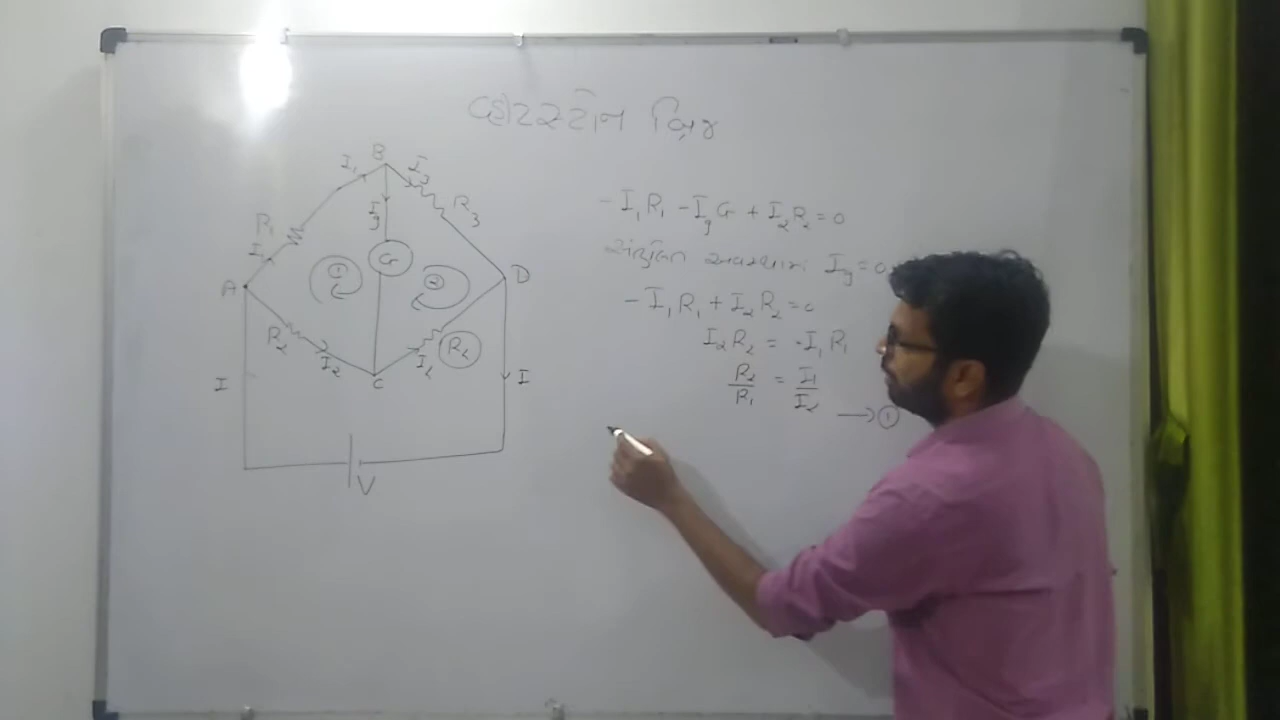 વ્હીટસ્ટોન બ્રિજ
B
I₁
I₃
R₁
I₁
I_g
R₃
G
①
②
A
D
R₂
I₂
I₄
R₄
C
I
I
V
-I₁R₁ - I_g G + I₂R₂ = 0
સંતુલિત અવસ્થામાં I_g = 0
-I₁R₁ + I₂R₂ = 0
I₂R₂ = -I₁R₁
R₂/R₁ = I₁/I₂
→ ①